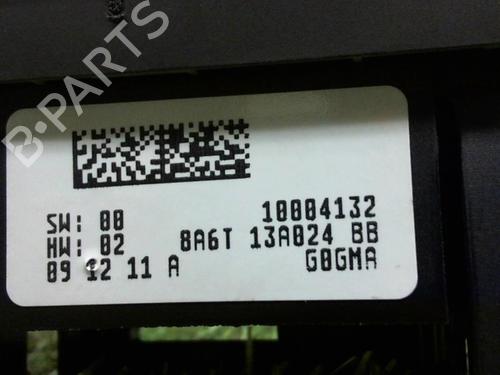 B-PARTS
SW: 00 10004132
HW: 02 8A6T 13A024 BB
09 12 11 A G0GMA